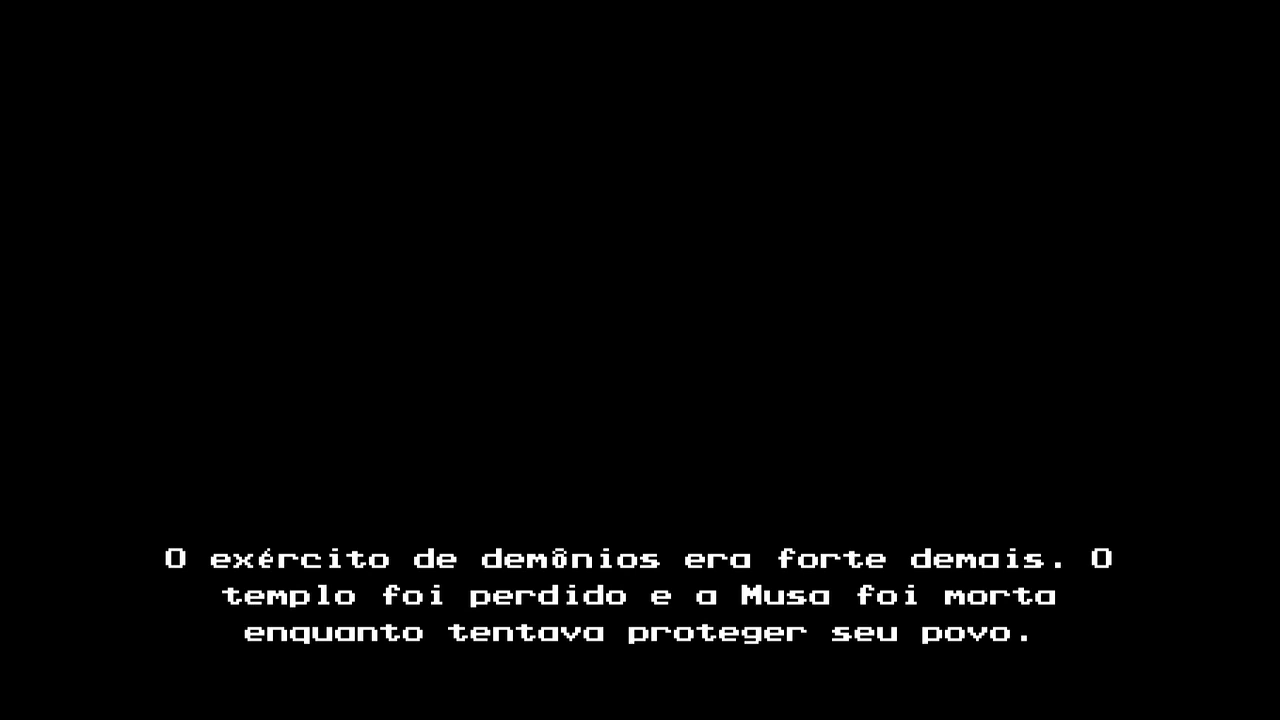 O exército de demônios era forte demais. O
templo foi perdido e a Musa foi morta
enquanto tentava proteger seu povo.